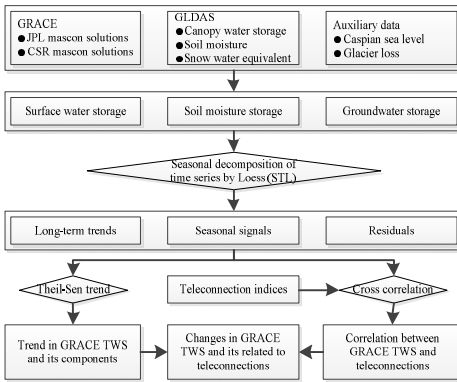 GRACE
●JPL mascon solutions
●CSR mascon solutions
GLDAS
●Canopy water storage
●Soil moisture
●Snow water equivalent
Auxiliary data
●Caspian sea level
●Glacier loss
Surface water storage
Soil moisture storage
Groundwater storage
Seasonal decomposition of
time series by Loess(STL)
Long-term trends
Seasonal signals
Residuals
Theil-Sen trend
Teleconnection indices
Cross correlation
Trend in GRACE TWS
and its components
Changes in GRACE
TWS and its related to
teleconnections
Correlation between
GRACE TWS and
teleconnections